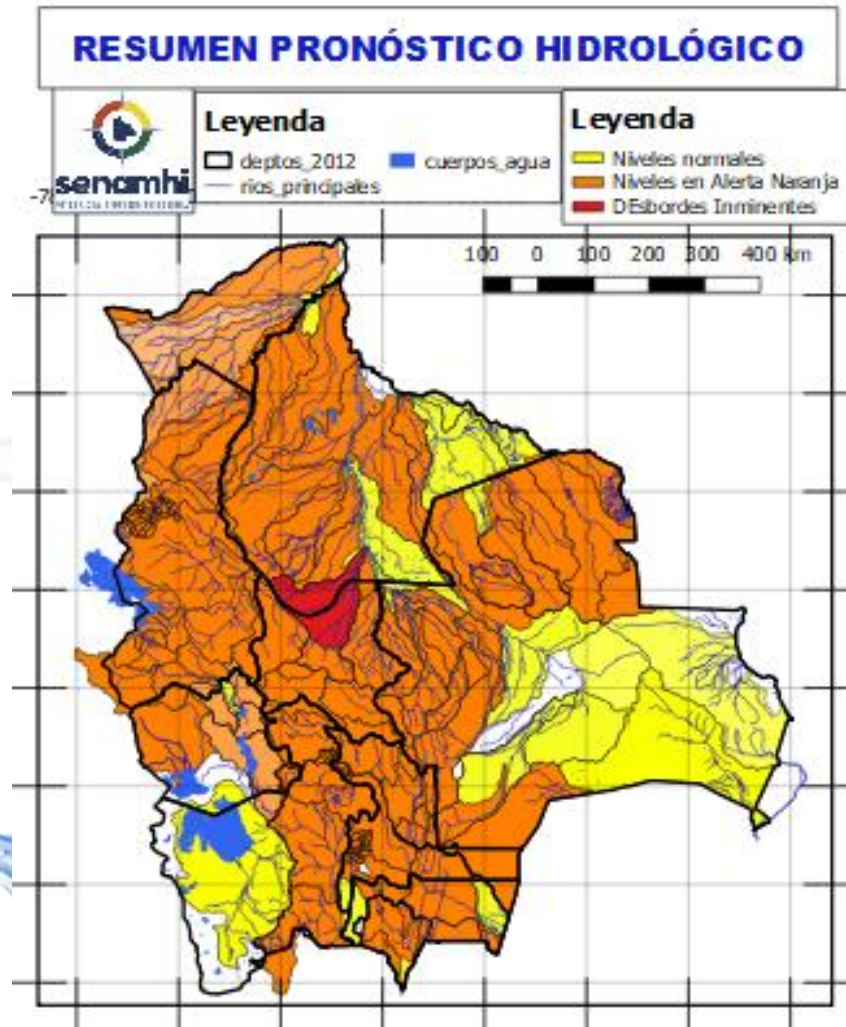 RESUMEN PRONÓSTICO HIDROLÓGICO
senamhi
Leyenda
deptos_2012
cuerpos_agua
rios_principales
Leyenda
Niveles normales
Niveles en Alerta Naranja
DEsbordes Inminentes
100 0 100 200 300 400 km